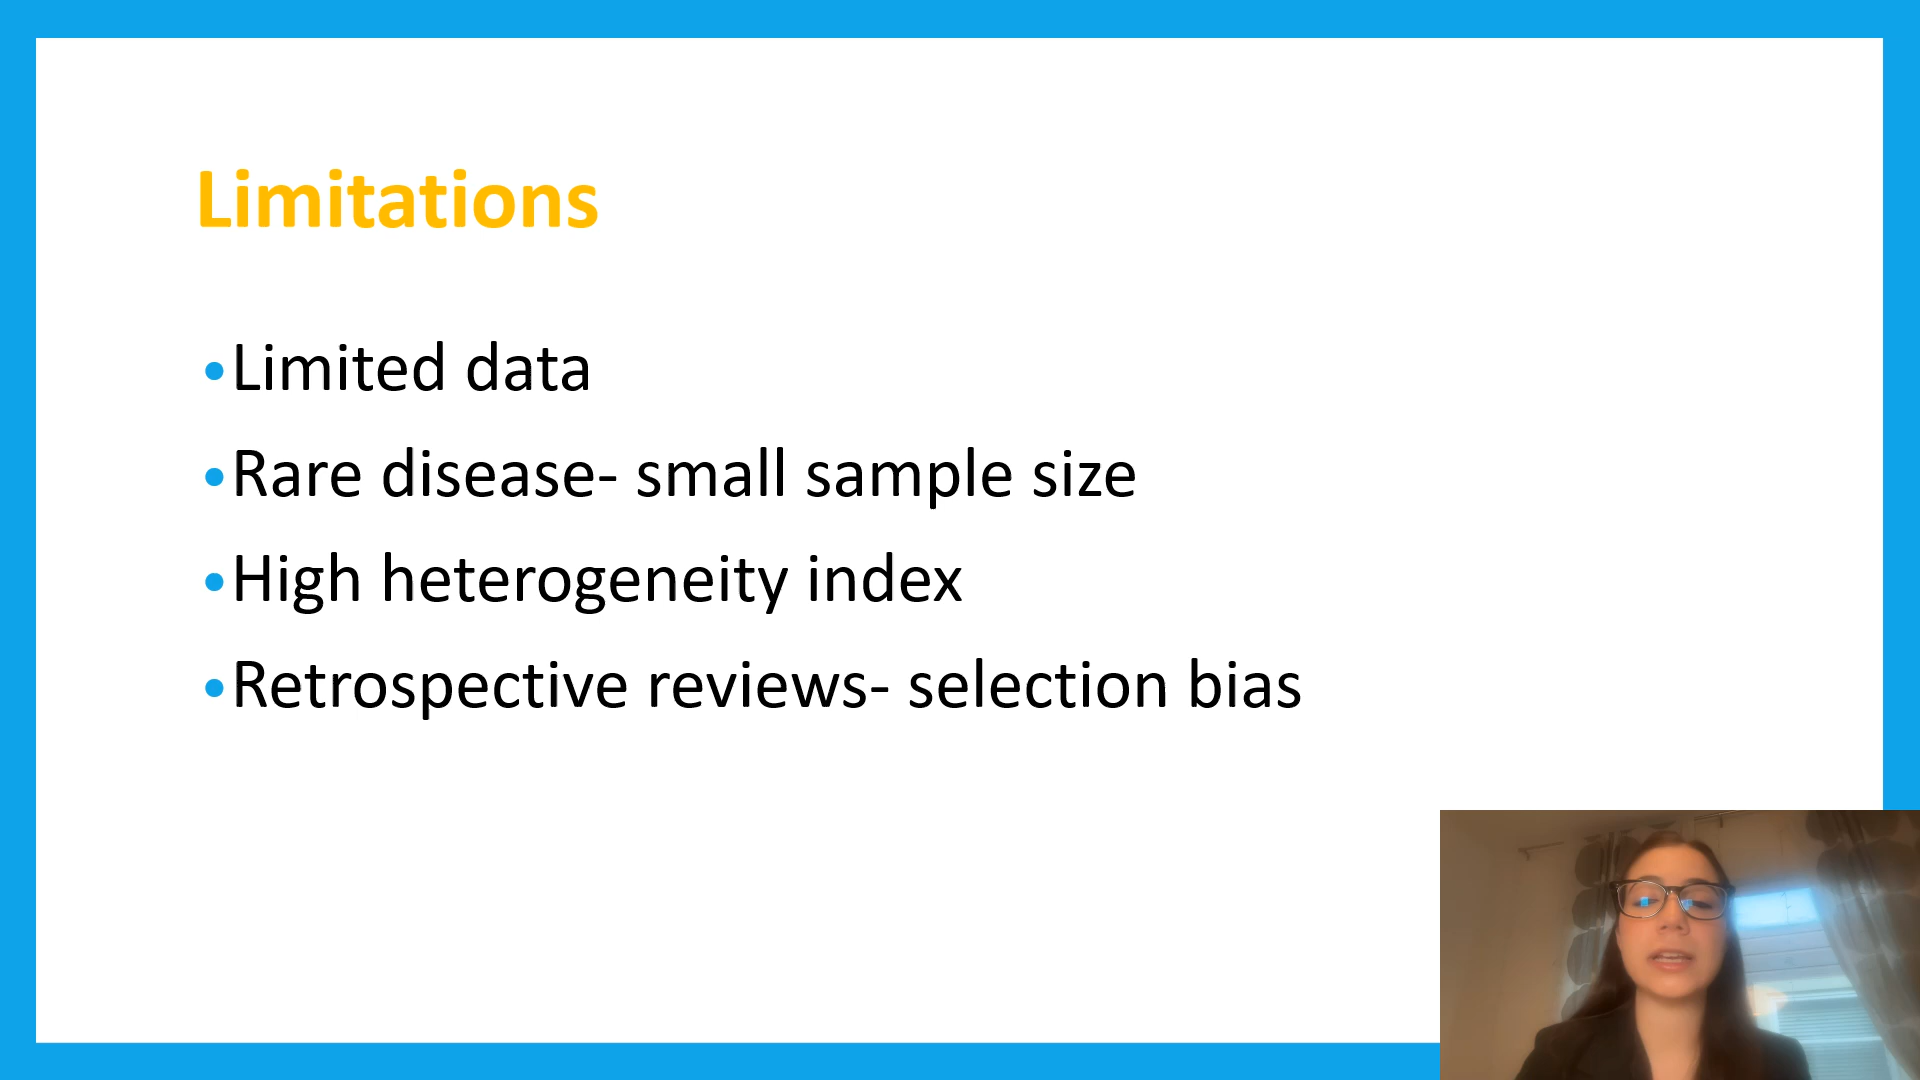 Limitations
•Limited data
•Rare disease- small sample size
•High heterogeneity index
•Retrospective reviews- selection bias